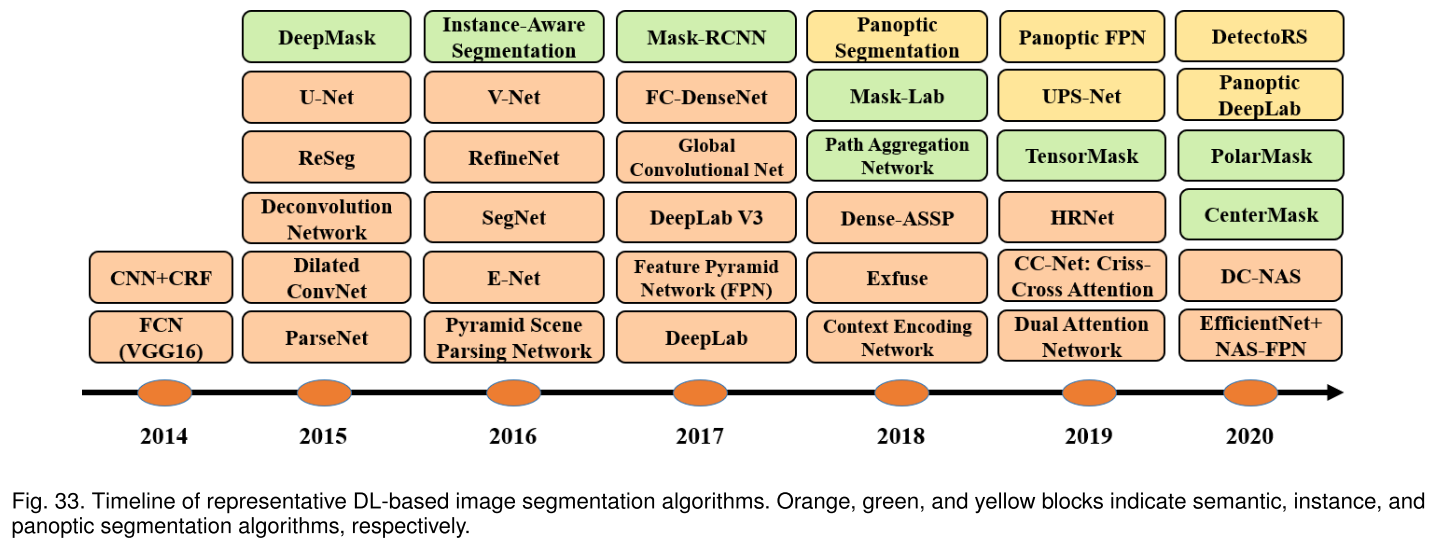 DeepMask
Instance-Aware
Segmentation
Mask-RCNN
Panoptic
Segmentation
Panoptic FPN
DetectoRS
U-Net
V-Net
FC-DenseNet
Mask-Lab
UPS-Net
Panoptic
DeepLab
ReSeg
RefineNet
Global
Convolutional Net
Path Aggregation
Network
TensorMask
PolarMask
Deconvolution
Network
SegNet
DeepLab V3
Dense-ASSP
HRNet
CenterMask
CNN+CRF
Dilated
ConvNet
E-Net
Feature Pyramid
Network (FPN)
Exfuse
CC-Net: Criss-
Cross Attention
DC-NAS
FCN
(VGG16)
ParseNet
Pyramid Scene
Parsing Network
DeepLab
Context Encoding
Network
Dual Attention
Network
EfficientNet+
NAS-FPN
2014
2015
2016
2017
2018
2019
2020
Fig. 33. Timeline of representative DL-based image segmentation algorithms. Orange, green, and yellow blocks indicate semantic, instance, and
panoptic segmentation algorithms, respectively.